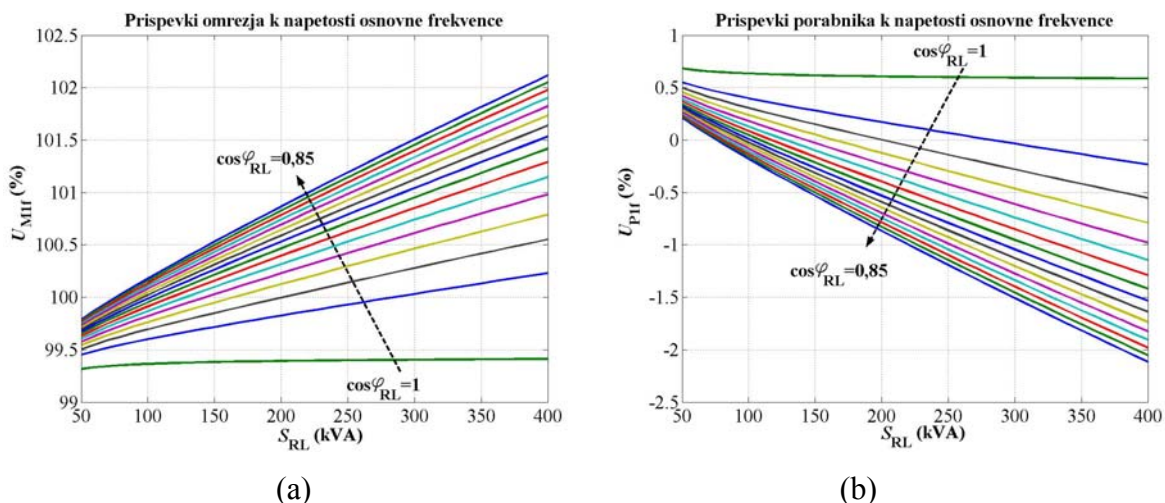 Prispevki omrezja k napetosti osnovne frekvence
102.5
102
101.5
101
100.5
100
99.5
99
U_M1f (%)
cosφ_RL=0,85
cosφ_RL=1
50 100 150 200 250 300 350 400
S_RL (kVA)
(a)
Prispevki porabnika k napetosti osnovne frekvence
1
0.5
0
-0.5
-1
-1.5
-2
-2.5
U_P1f (%)
cosφ_RL=1
cosφ_RL=0,85
50 100 150 200 250 300 350 400
S_RL (kVA)
(b)